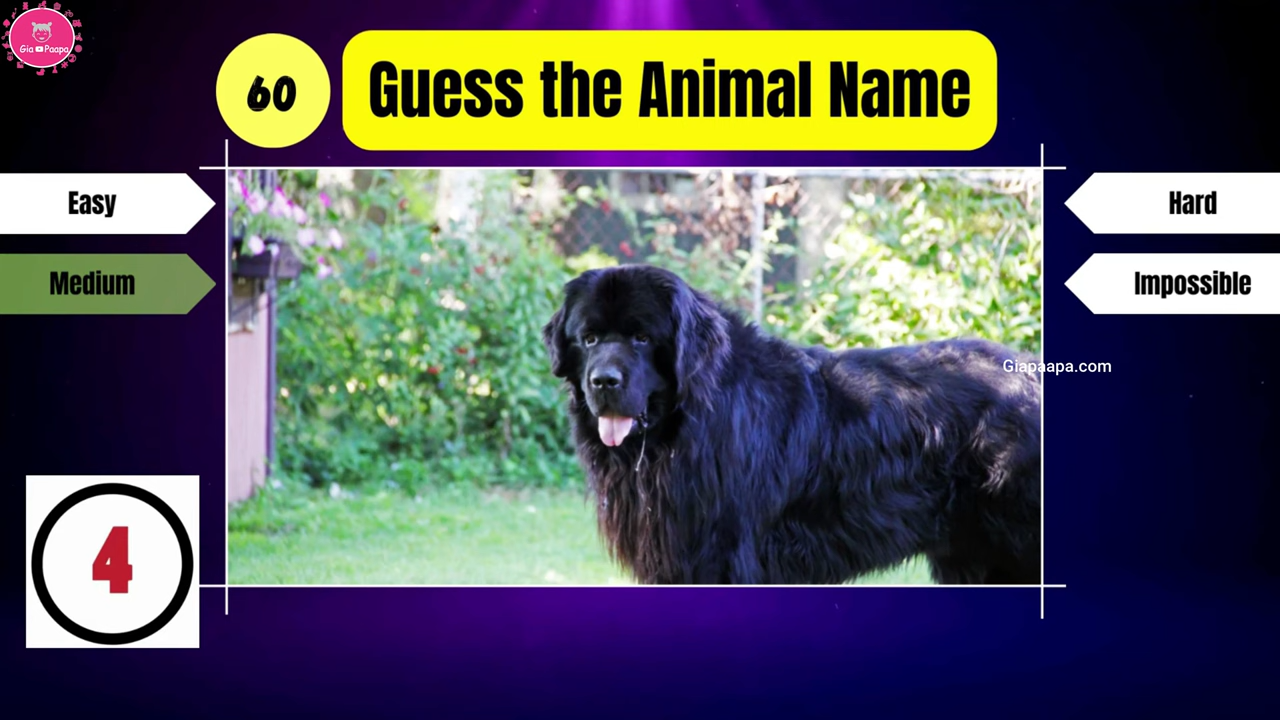 Gia Paapa
60
Guess the Animal Name
Easy
Hard
Medium
Impossible
Giapaapa.com
4